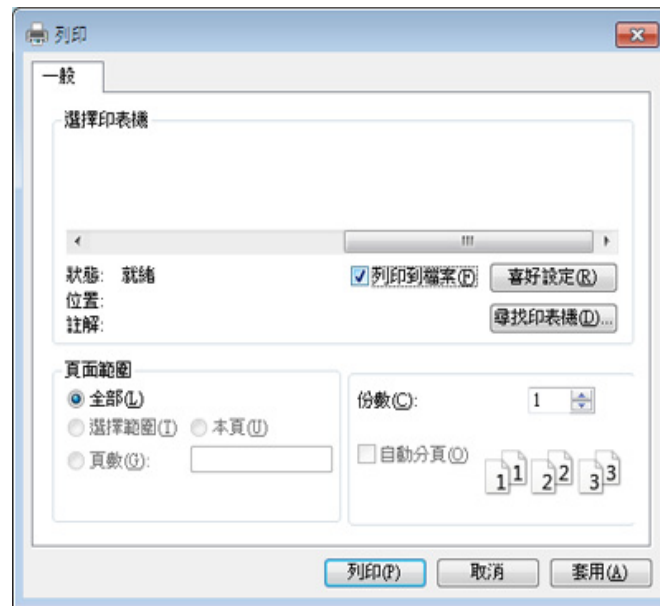 列印
一般
選擇印表機
狀態: 就緒
列印到檔案(F)
喜好設定(R)
位置:
註解:
尋找印表機(D)...
頁面範圍
全部(L)
選擇範圍(T) 本頁(U)
頁數(G):
份數(C): 1
自動分頁(O)
1 1 2 2 3 3
列印(P) 取消 套用(A)